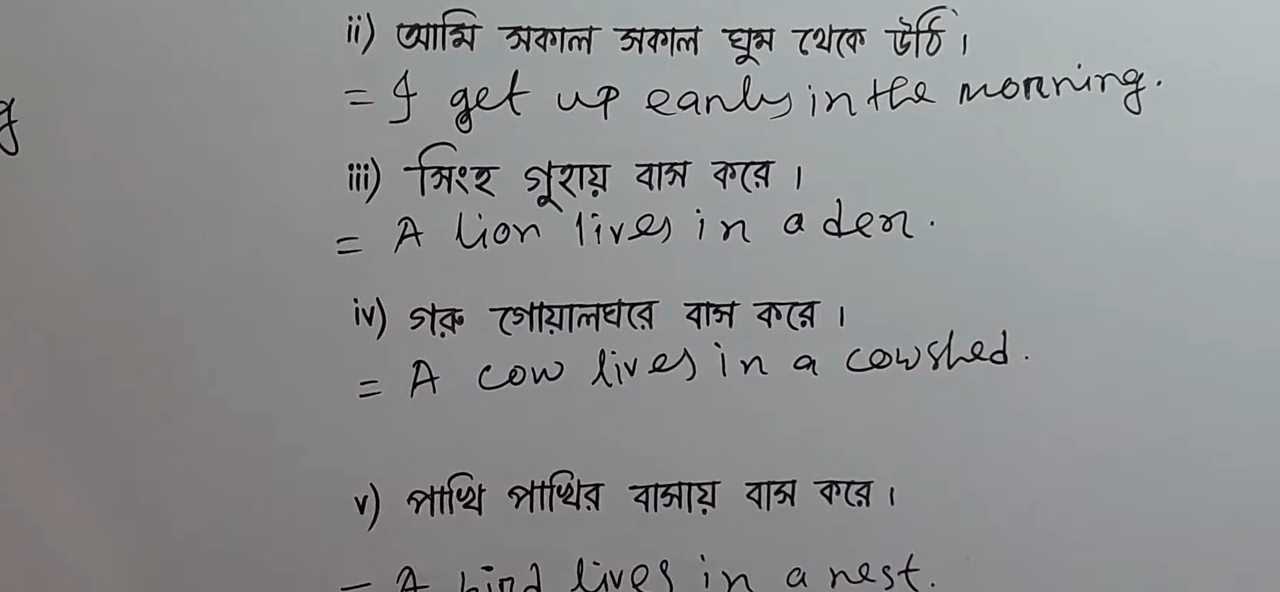 ii) আমি সকাল সকাল ঘুম থেকে উঠি।
= I get up early in the morning.
iii) সিংহ গূহায় বাস করে।
= A lion lives in a den.
iv) গরু গোয়ালঘরে বাস করে।
= A cow lives in a cowshed.
v) পাখি পাখির বাসায় বাস করে।
= A bird lives in a nest.